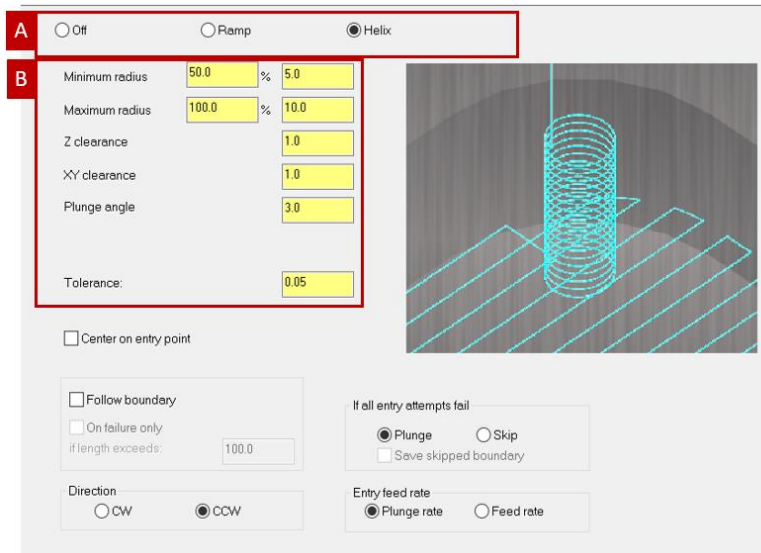 A
Off Ramp Helix
B
Minimum radius 50.0 % 5.0
Maximum radius 100.0 % 10.0
Z clearance 1.0
XY clearance 1.0
Plunge angle 3.0
Tolerance: 0.05
Center on entry point
Follow boundary
On failure only
if length exceeds: 100.0
If all entry attempts fail
Plunge Skip
Save skipped boundary
Direction
CW CCW
Entry feed rate
Plunge rate Feed rate